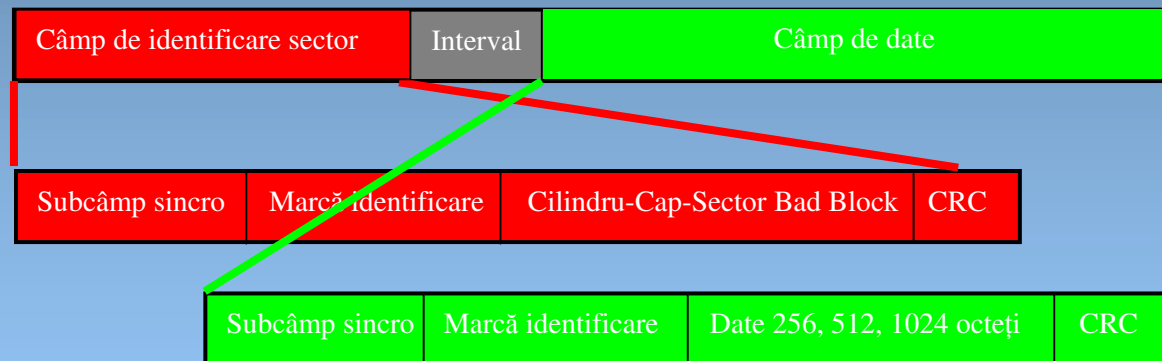 Câmp de identificare sector Interval Câmp de date
Subcâmp sincro Marcă identificare Cilindru-Cap-Sector Bad Block CRC
Subcâmp sincro Marcă identificare Date 256, 512, 1024 octeți CRC